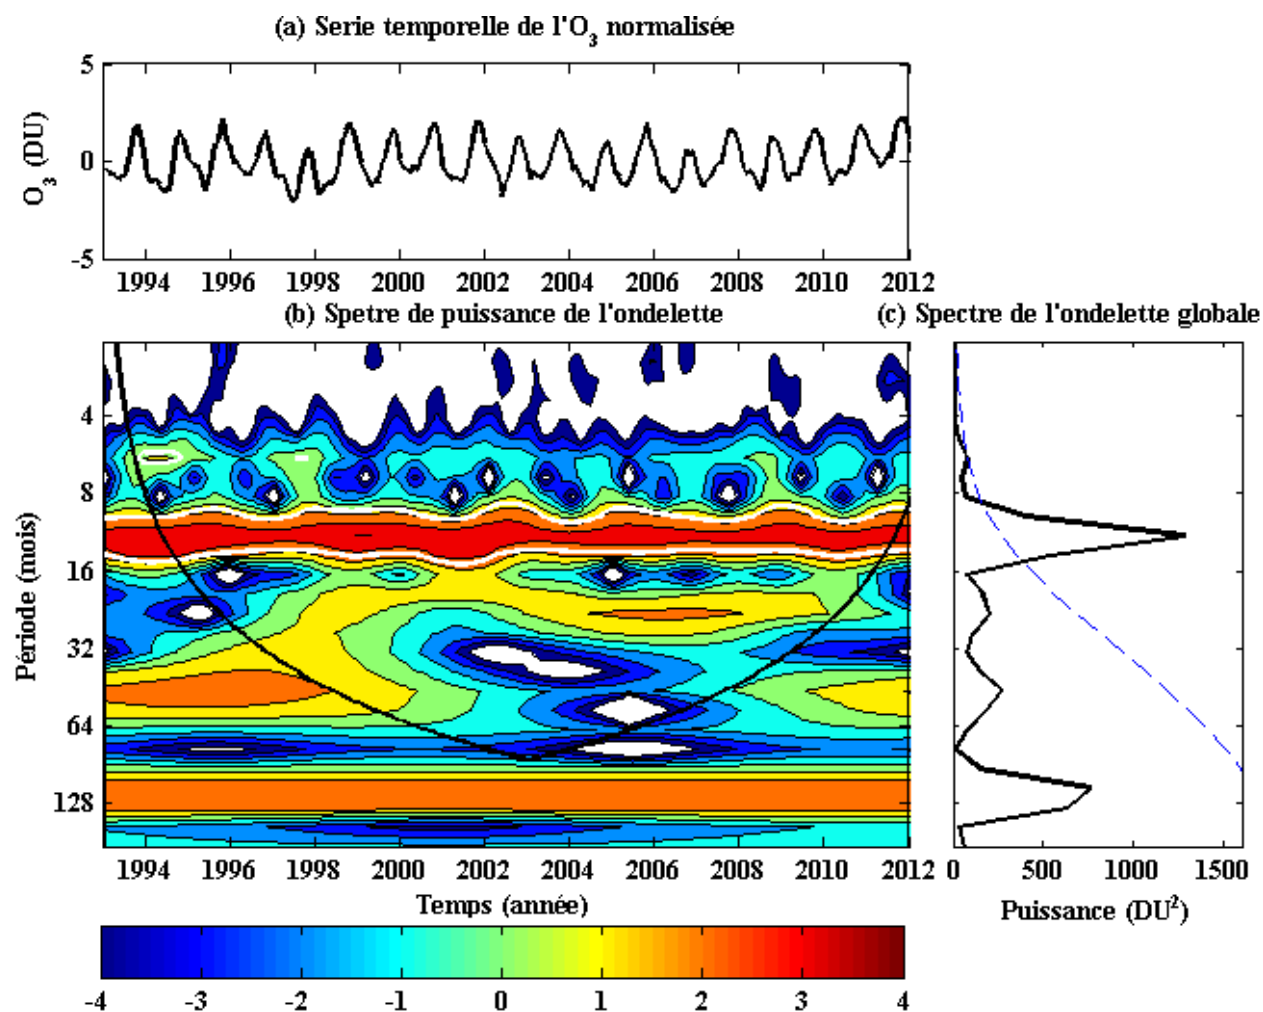 (a) Serie temporelle de l'O3 normalisée
5
0
-5
O3 (DU)
1994 1996 1998 2000 2002 2004 2006 2008 2010 2012
(b) Spetre de puissance de l'ondelette
(c) Spectre de l'ondelette globale
4
8
16
32
64
128
Période (mois)
1994 1996 1998 2000 2002 2004 2006 2008 2010 2012
Temps (année)
0 500 1000 1500
Puissance (DU²)
-4 -3 -2 -1 0 1 2 3 4